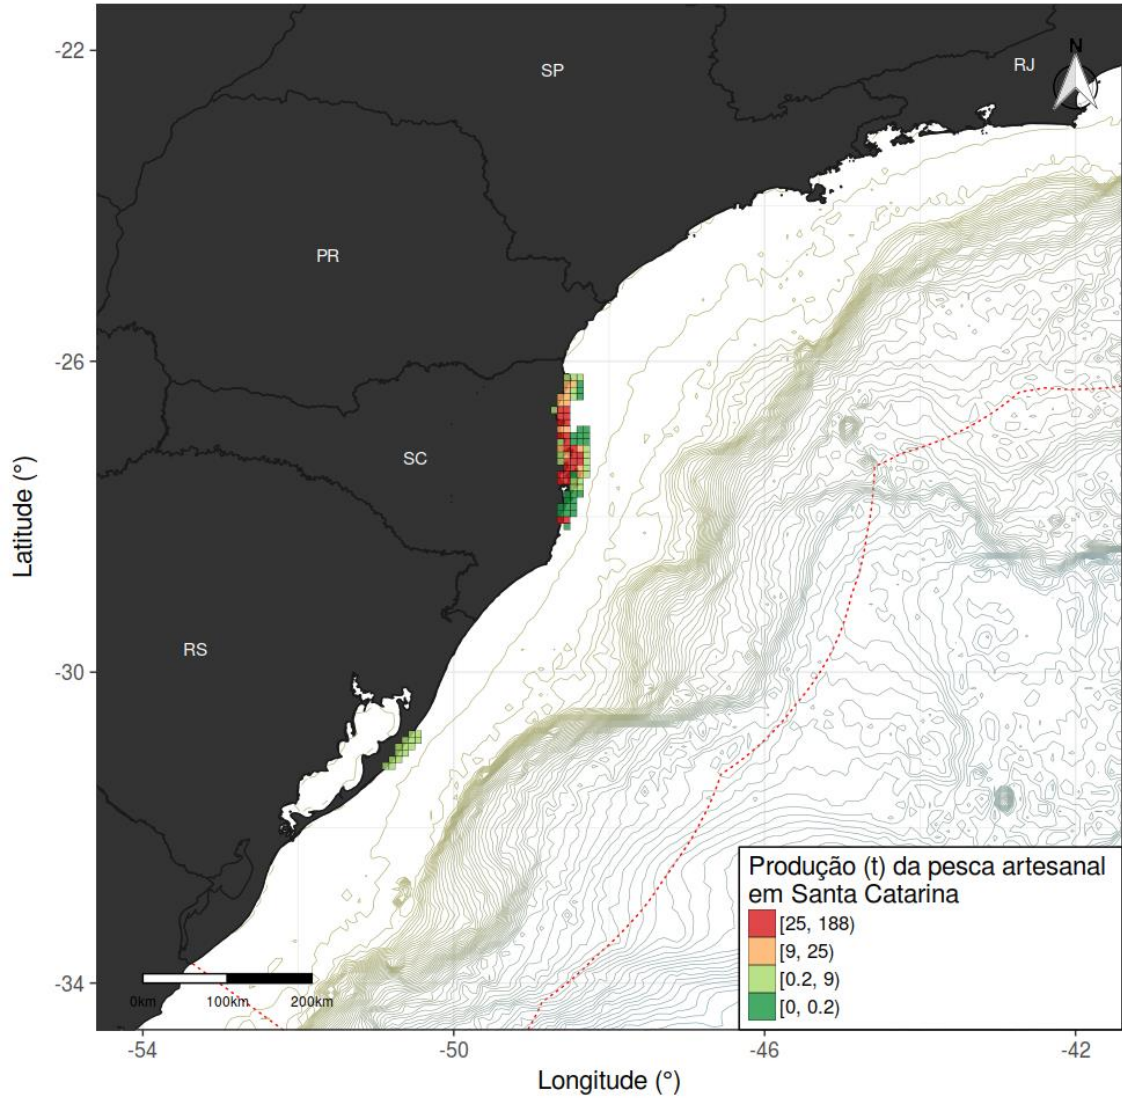 -22
-26
-30
-34
Latitude (°)
SP
RJ
N
PR
SC
RS
0km 100km 200km
Produção (t) da pesca artesanal
em Santa Catarina
[25, 188)
[9, 25)
[0.2, 9)
[0, 0.2)
-54 -50 -46 -42
Longitude (°)